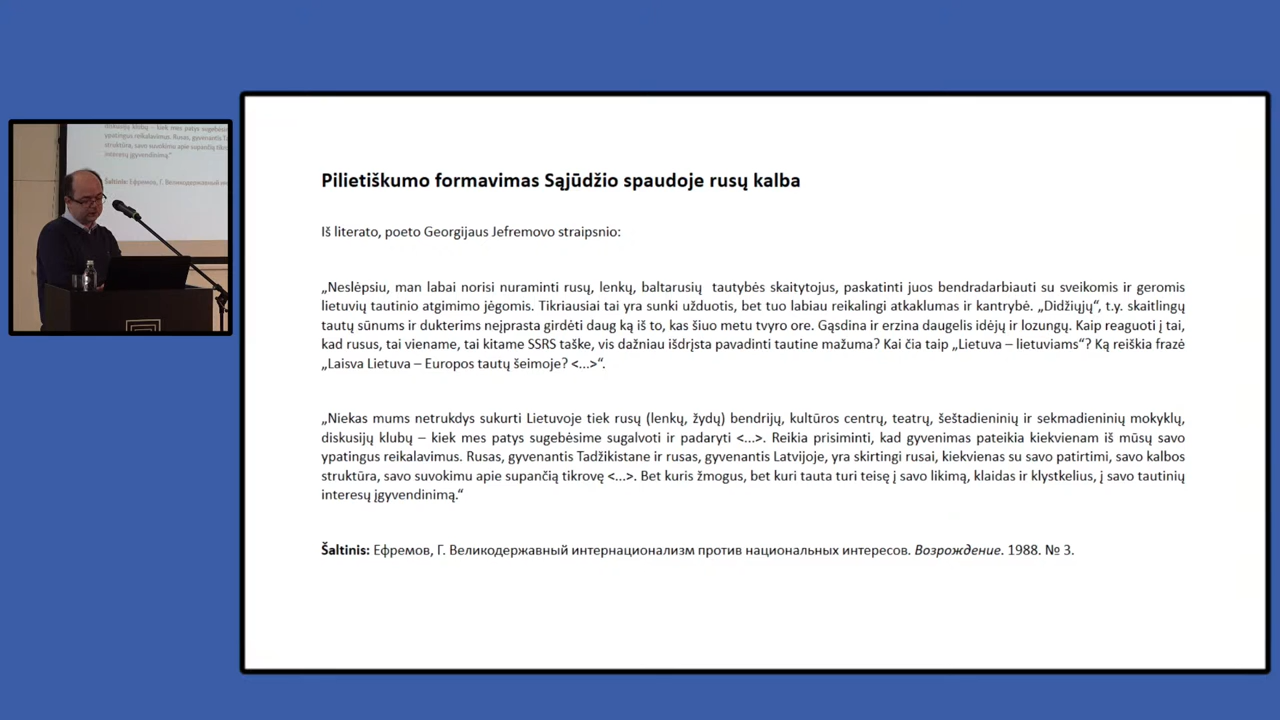 Pilietiškumo formavimas Sąjūdžio spaudoje rusų kalba
Iš literato, poeto Georgijaus Jefremovo straipsnio:
„Neslėpsiu, man labai norisi nuraminti rusų, lenkų, baltarusių tautybės skaitytojus, paskatinti juos bendradarbiauti su sveikomis ir geromis
lietuvių tautinio atgimimo jėgomis. Tikriausiai tai yra sunki užduotis, bet tuo labiau reikalingi atkaklumas ir kantrybė. „Didžiųjų“, t.y. skaitlingų
tautų sūnums ir dukterims neįprasta girdėti daug ką iš to, kas šiuo metu tvyro ore. Gąsdina ir erzina daugelis idėjų ir lozungų. Kaip reaguoti į tai,
kad rusus, tai viename, tai kitame SSRS taške, vis dažniau išdrįsta pavadinti tautine mažuma? Kai čia taip „Lietuva – lietuviams“? Ką reiškia frazė
„Laisva Lietuva – Europos tautų šeimoje? <...>“.
„Niekas mums netrukdys sukurti Lietuvoje tiek rusų (lenkų, žydų) bendrijų, kultūros centrų, teatrų, šeštadieninių ir sekmadieninių mokyklų,
diskusijų klubų – kiek mes patys sugebėsime sugalvoti ir padaryti <...>. Reikia prisiminti, kad gyvenimas pateikia kiekvienam iš mūsų savo
ypatingus reikalavimus. Rusas, gyvenantis Tadžikistane ir rusas, gyvenantis Latvijoje, yra skirtingi rusai, kiekvienas su savo patirtimi, savo kalbos
struktūra, savo suvokimu apie supančią tikrovę <...>. Bet kuris žmogus, bet kuri tauta turi teisę į savo likimą, klaidas ir klystkelius, į savo tautinių
interesų įgyvendinimą.“
Šaltinis: Ефремов, Г. Великодержавный интернационализм против национальных интересов. Возрождение. 1988. № 3.